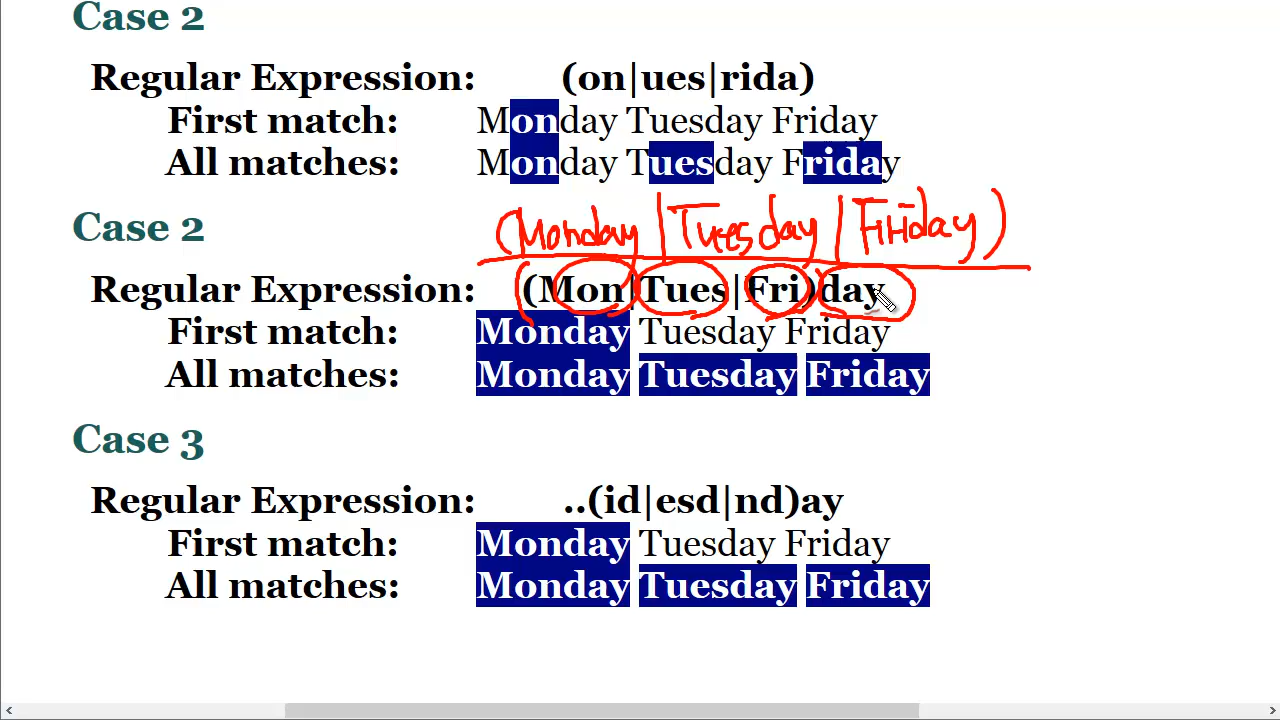 Case 2
Regular Expression: (on|ues|rida)
First match: Monday Tuesday Friday
All matches: Monday Tuesday Friday
(Monday|Tuesday|Friday)
Case 2
Regular Expression: (Mon|Tues|Fri)day
First match: Monday Tuesday Friday
All matches: Monday Tuesday Friday
Case 3
Regular Expression: ..(id|esd|nd)ay
First match: Monday Tuesday Friday
All matches: Monday Tuesday Friday